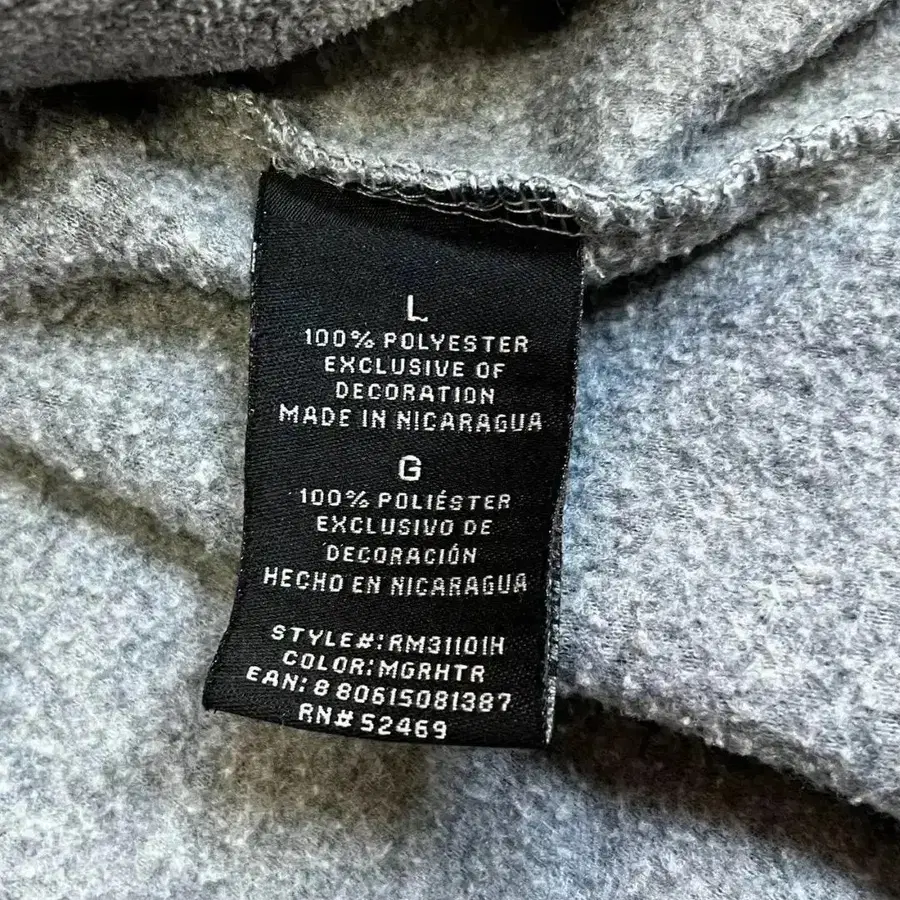 L
100% POLYESTER
EXCLUSIVE OF
DECORATION
MADE IN NICARAGUA
G
100% POLIÉSTER
EXCLUSIVO DE
DECORACIÓN
HECHO EN NICARAGUA
STYLE#:RM31101H
COLOR:MGRHTR
EAN:8 80615081387
RN# 52469